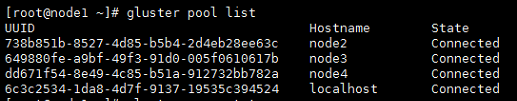 [root@node1 ~]# gluster pool list
UUID Hostname State
738b851b-8527-4d85-b5b4-2d4eb28ee63c node2 Connected
649880fe-a9bf-49f3-91d0-005f0610617b node3 Connected
dd671f54-8e49-4c85-b51a-912732bb782a node4 Connected
6c3c2534-1da8-4d7f-9137-19535c394524 localhost Connected